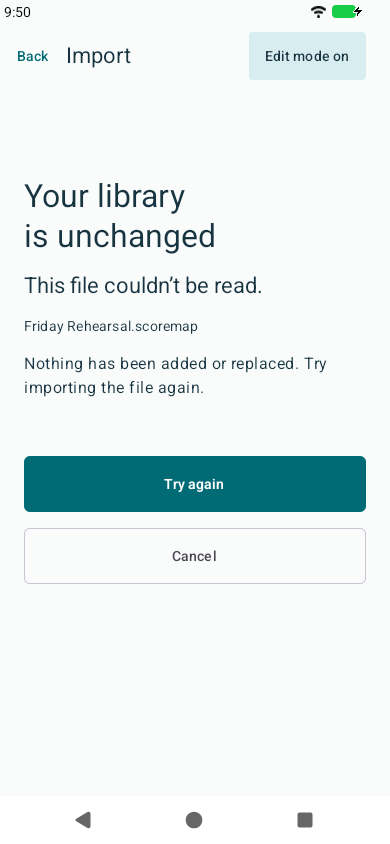 9:50
Back
Import
Edit mode on
Your library
is unchanged
This file couldn’t be read.
Friday Rehearsal.scoremap
Nothing has been added or replaced. Try
importing the file again.
Try again
Cancel